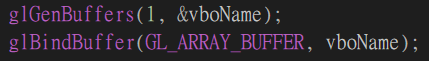 glGenBuffers(1, &vboName);
glBindBuffer(GL_ARRAY_BUFFER, vboName);